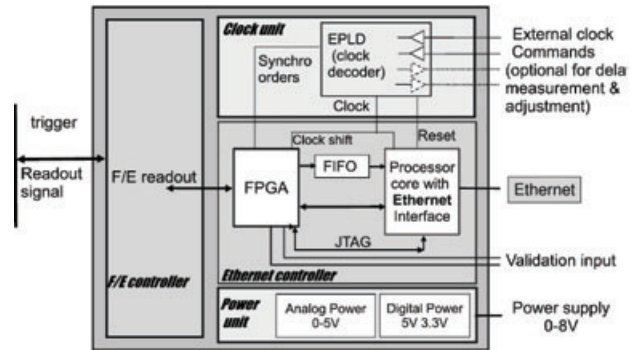 Clock unit
EPLD
(clock
decoder)
Synchro
orders
Clock
External clock
Commands
(optional for dela
measurement &
adjustment)
trigger
Readout
signal
F/E readout
F/E controller
Clock shift
Reset
FPGA
FIFO
Processor
core with
Ethernet
Interface
JTAG
Ethernet controller
Ethernet
Validation input
Power
unit
Analog Power
0-5V
Digital Power
5V 3.3V
Power supply
0-8V